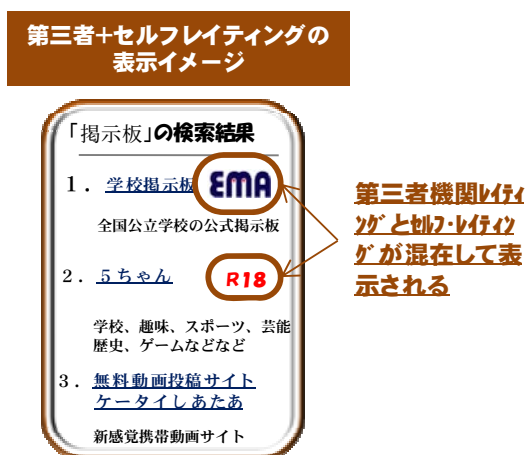 第三者+セルフレイティングの
表示イメージ
「掲示板」の検索結果
１．学校掲示板 EMA
全国公立学校の公式掲示板
２．５ちゃん R18
学校、趣味、スポーツ、芸能
歴史、ゲームなどなど
３．無料動画投稿サイト
ケータイしあたあ
新感覚携帯動画サイト
第三者機関ﾚｲﾃｨ
ﾝｸﾞとｾﾙﾌ・ﾚｲﾃｨﾝ
ｸﾞが混在して表
示される